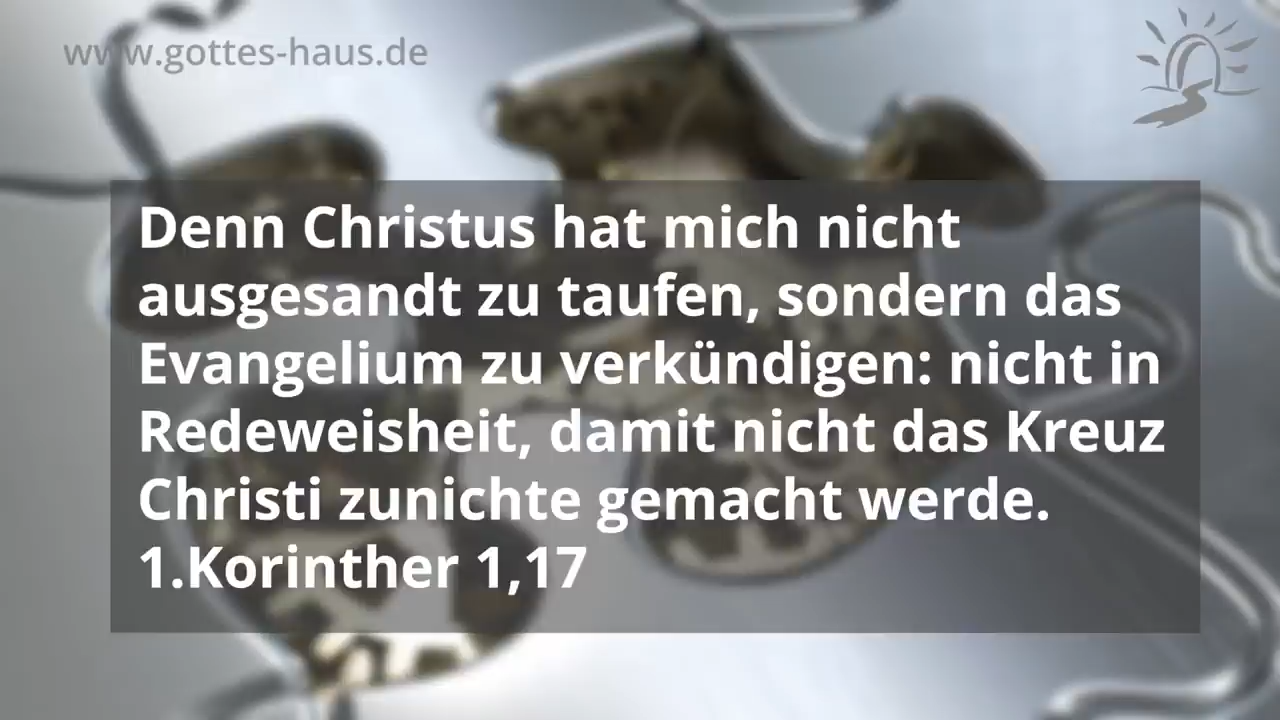 www.gottes-haus.de
Denn Christus hat mich nicht
ausgesandt zu taufen, sondern das
Evangelium zu verkündigen: nicht in
Redeweisheit, damit nicht das Kreuz
Christi zunichte gemacht werde.
1.Korinther 1,17